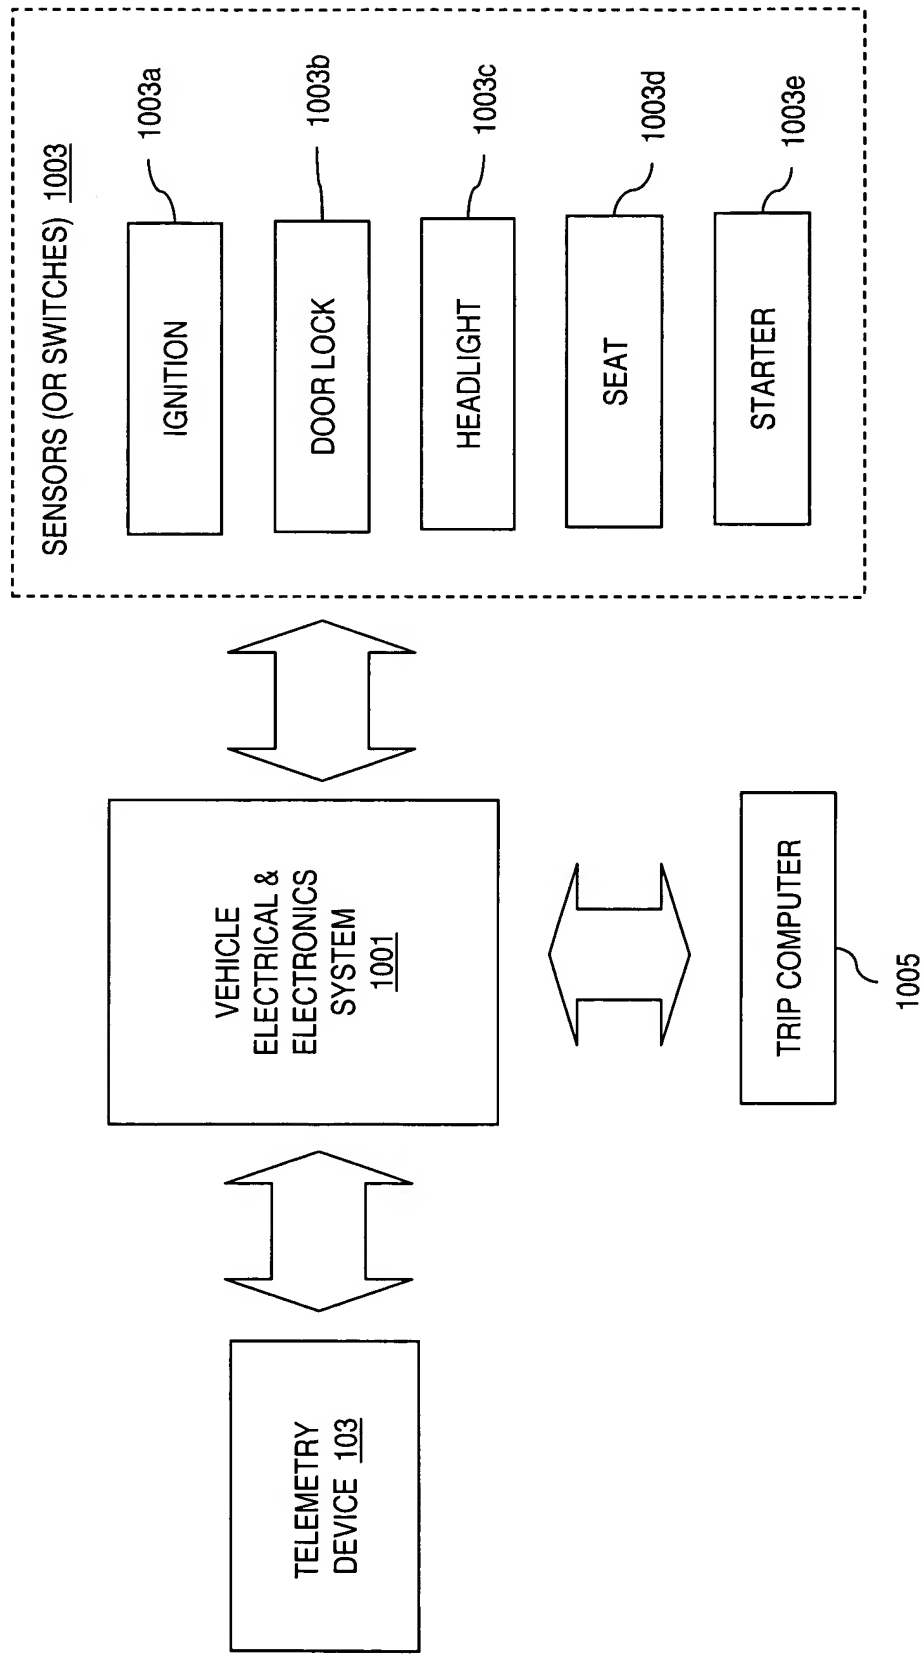 TELEMETRY
DEVICE 103
VEHICLE
ELECTRICAL &
ELECTRONICS
SYSTEM
1001
TRIP COMPUTER
1005
SENSORS (OR SWITCHES) 1003
IGNITION
1003a
DOOR LOCK
1003b
HEADLIGHT
1003c
SEAT
1003d
STARTER
1003e